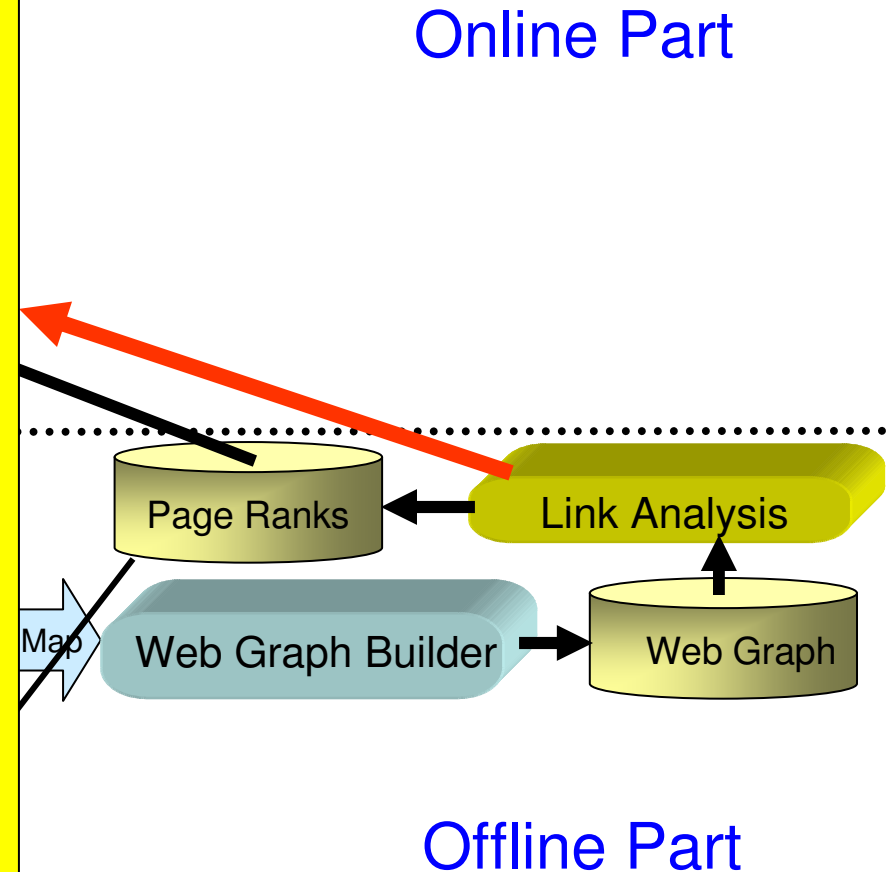 Online Part
Page Ranks
Link Analysis
Map
Web Graph Builder
Web Graph
Offline Part